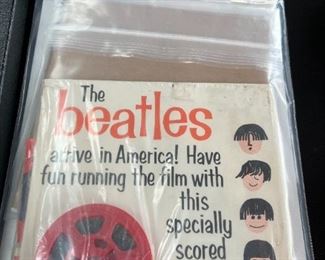 The
beatles
arrive in America! Have
fun running the film with
this
specially
scored